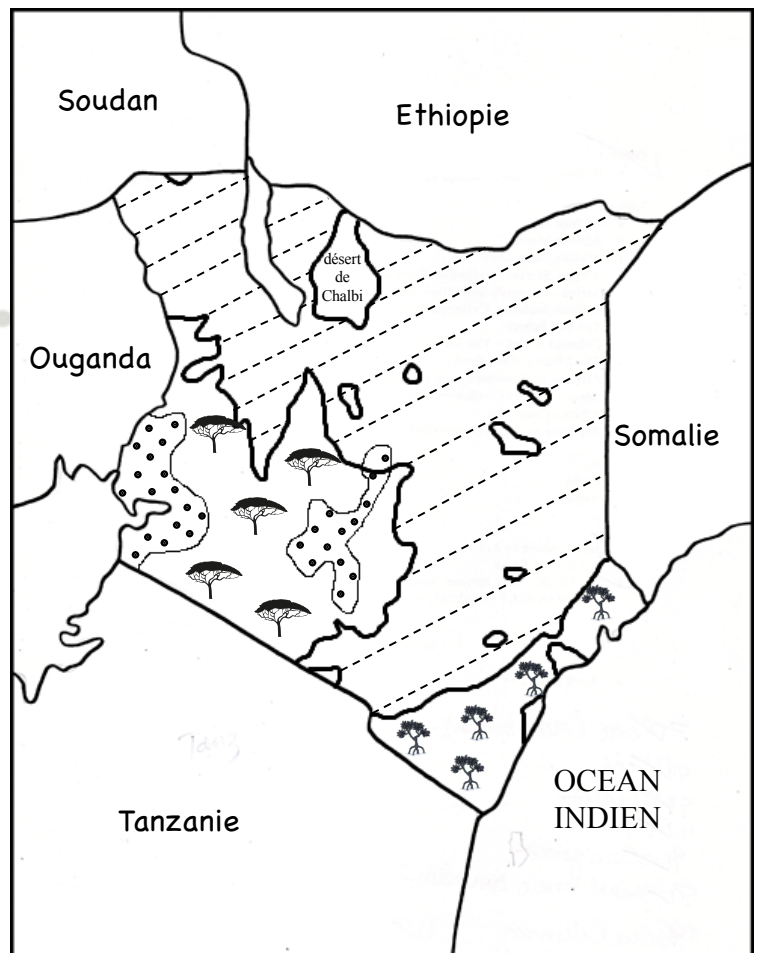 Soudan
Ethiopie
désert
de
Chalbi
Ouganda
Somalie
OCEAN
INDIEN
Tanzanie